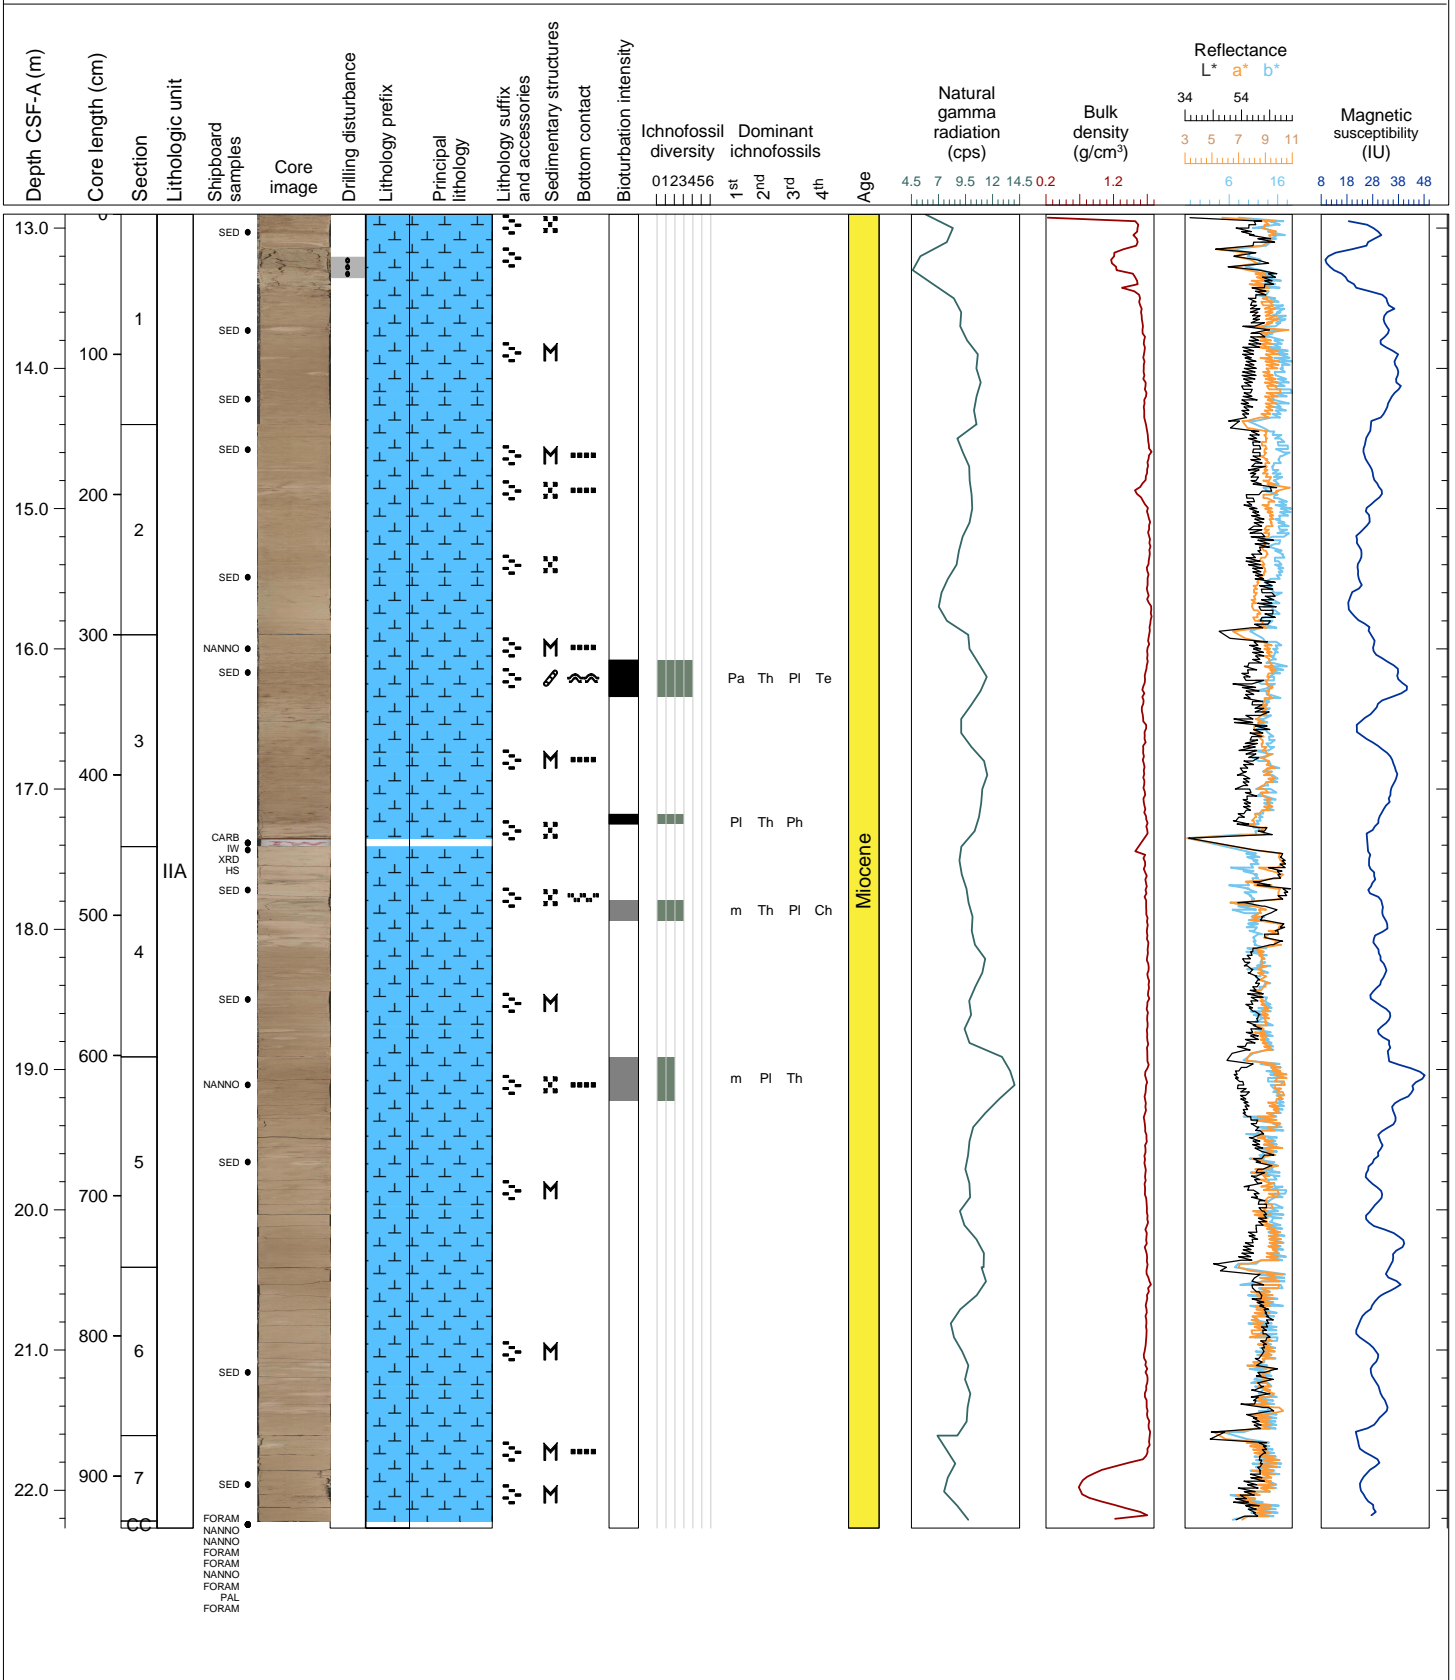 Depth CSF-A (m)
Core length (cm)
Section
Lithologic unit
Shipboard
samples
Core
image
Drilling disturbance
Lithology prefix
Principal
lithology
Lithology suffix
and accessories
Sedimentary structures
Bottom contact
Bioturbation intensity
Ichnofossil
diversity
0123456
Dominant
ichnofossils
1st 2nd 3rd 4th
Age
Natural
gamma
radiation
(cps)
4.5 7 9.5 12 14.5
Bulk
density
(g/cm³)
0.2 1.2
Reflectance
L* a* b*
34 54
3 5 7 9 11
6 16
Magnetic
susceptibility
(IU)
8 18 28 38 48
0
13.0
SED
1
SED
100
14.0
SED
SED
M
M
200
15.0
2
SED
300
16.0
NANNO
M
SED
Pa Th Pl Te
3
M
400
17.0
Pl Th Ph
CARB
IW
XRD
HS
IIA
Miocene
SED
m Th Pl Ch
500
18.0
4
SED
M
600
19.0
NANNO
m Pl Th
5
SED
M
700
20.0
800
21.0
6
M
SED
M
900
7
SED
22.0
M
CC
FORAM
NANNO
NANNO
FORAM
FORAM
NANNO
FORAM
PAL
FORAM